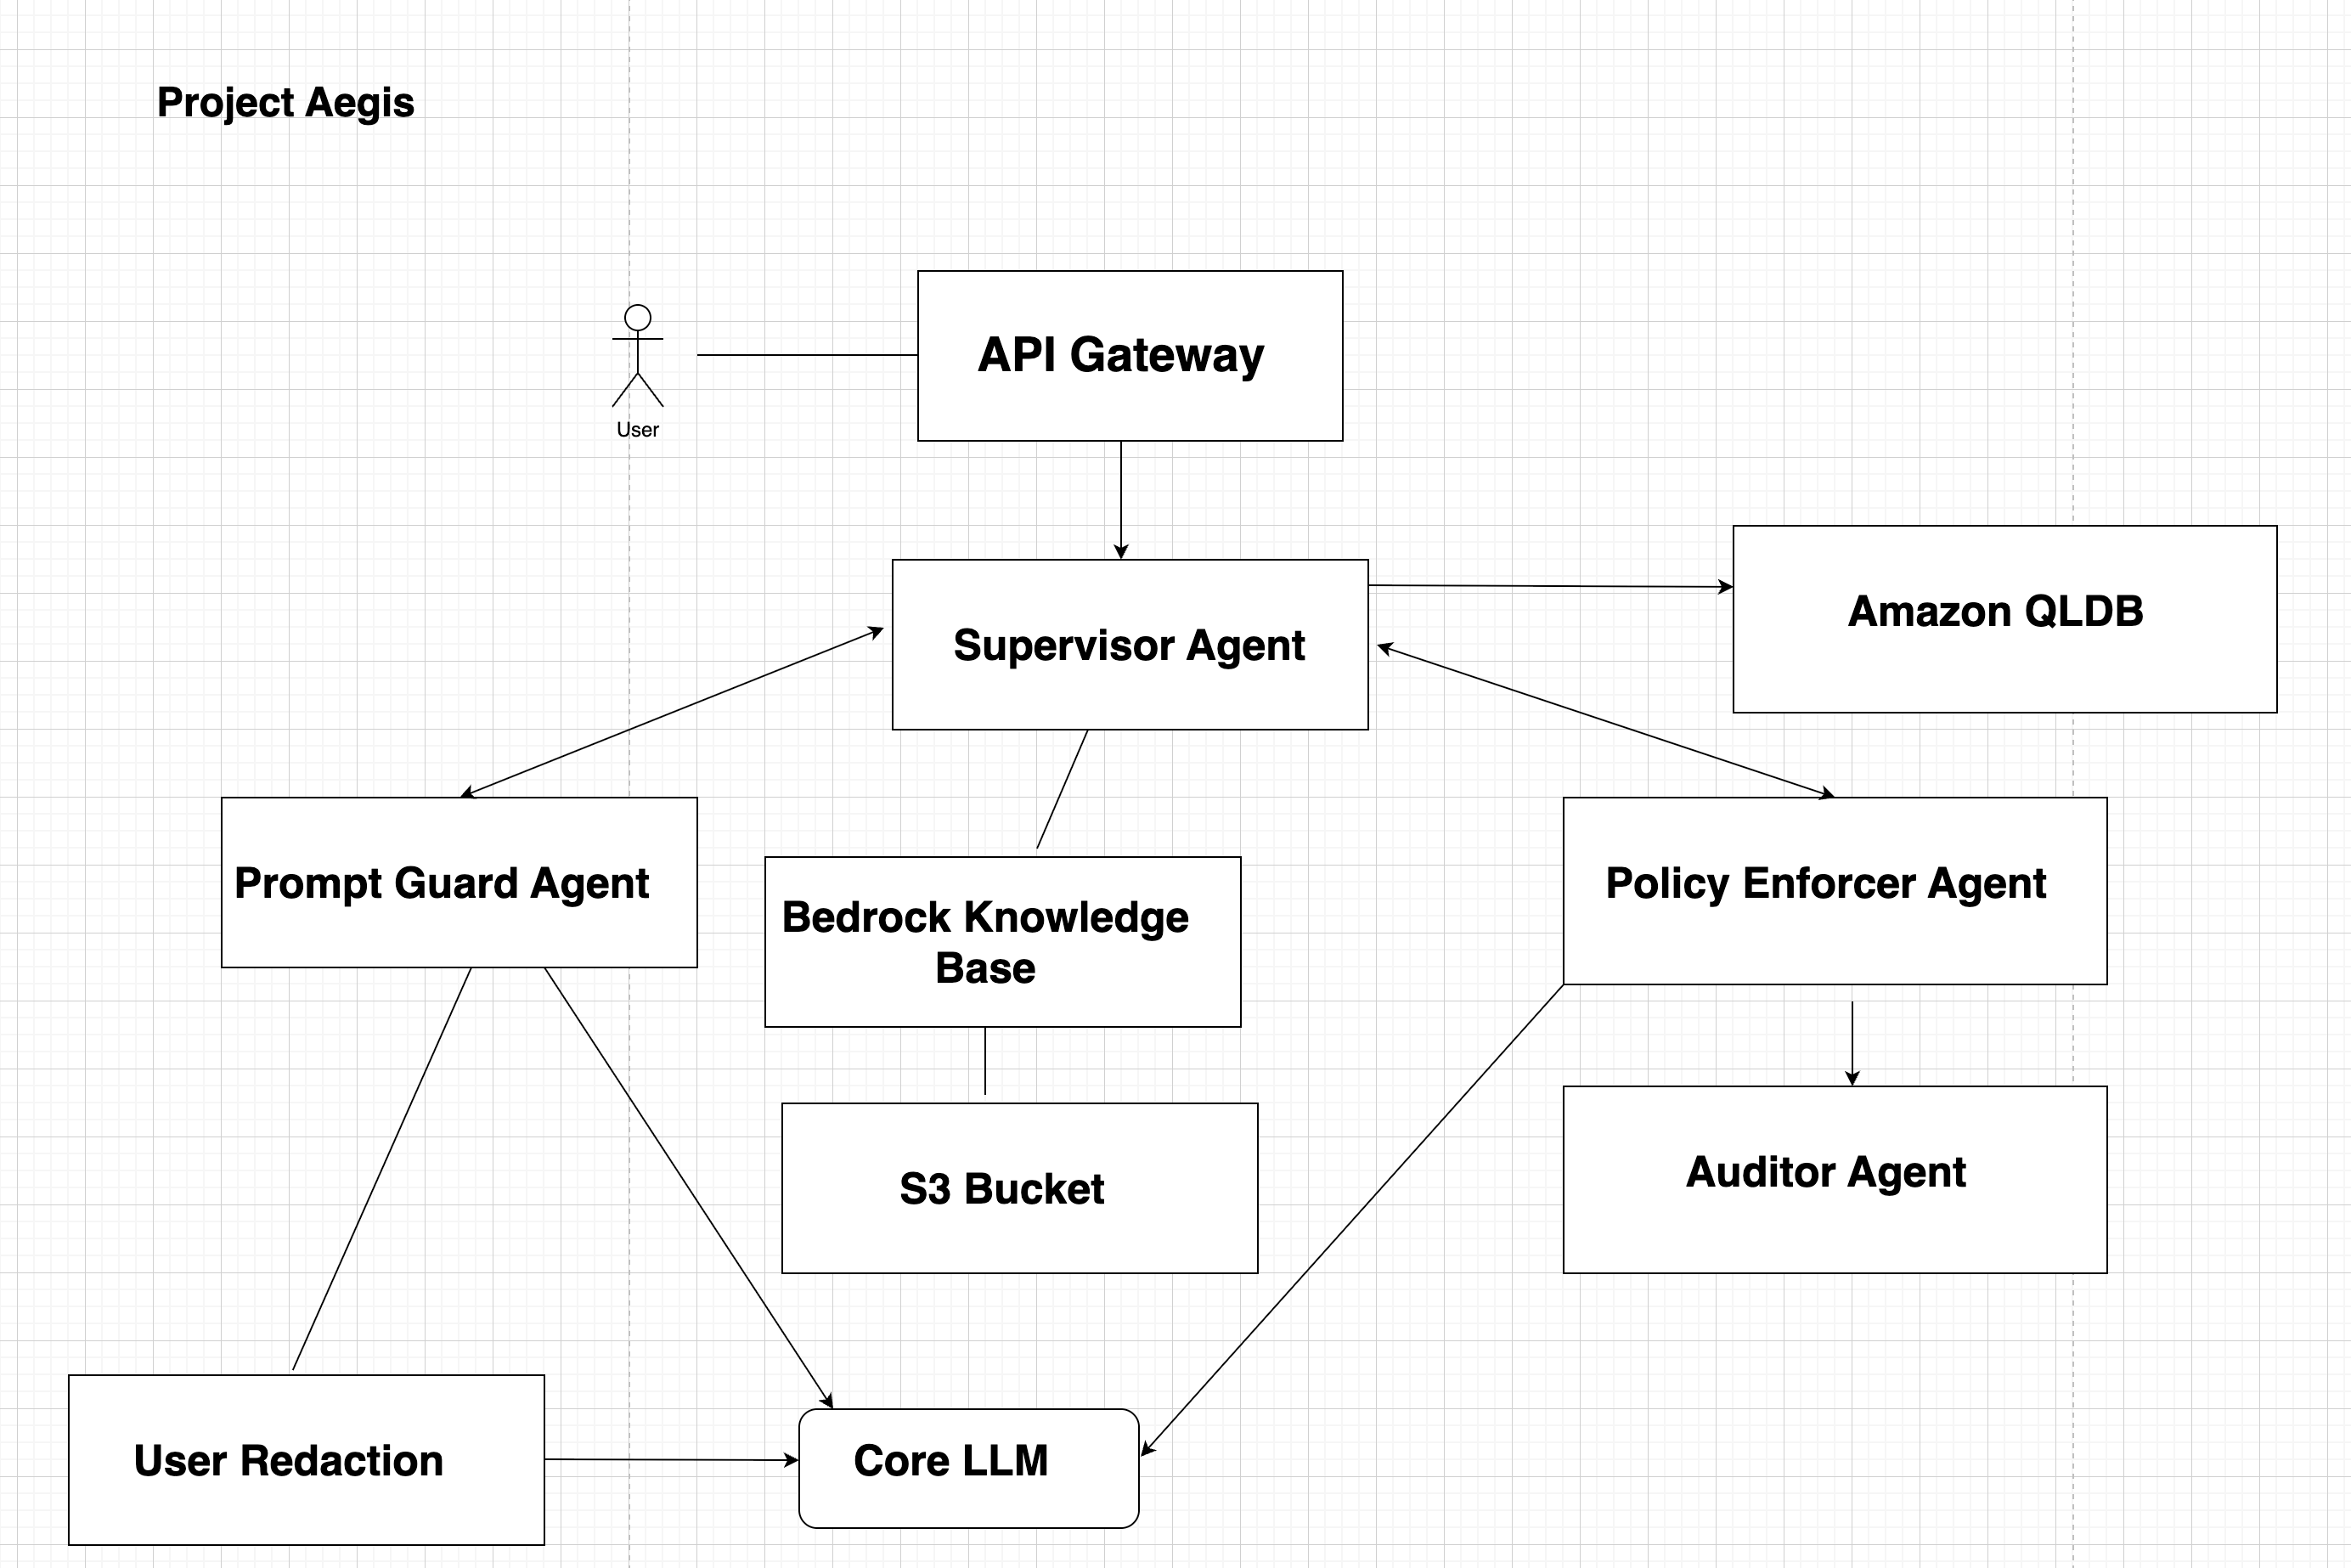 Project Aegis
API Gateway
User
Supervisor Agent
Amazon QLDB
Prompt Guard Agent
Bedrock Knowledge
Base
Policy Enforcer Agent
S3 Bucket
Auditor Agent
User Redaction
Core LLM